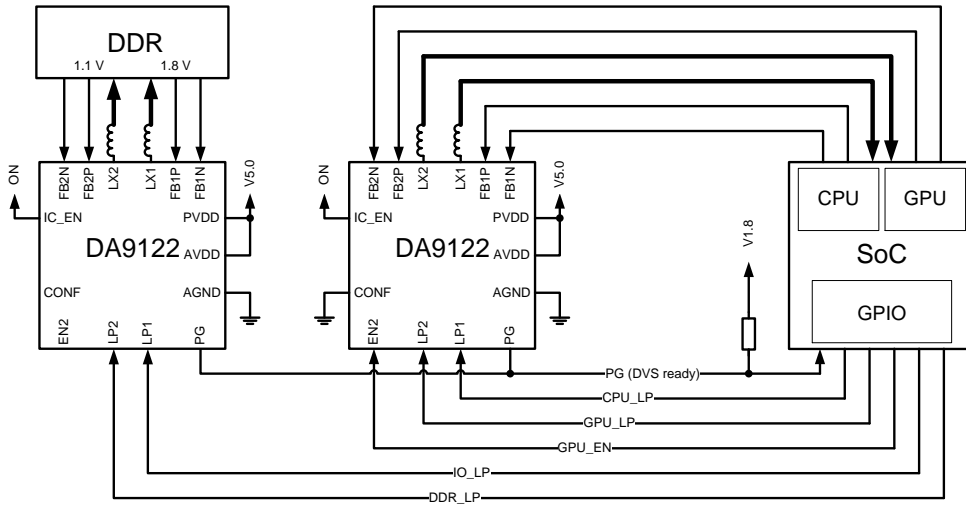 DDR
1.1 V 1.8 V
FB2N FB2P LX2 LX1 FB1P FB1N
ON
V5.0
IC_EN PVDD
DA9122
AVDD
CONF AGND
EN2 LP2 LP1 PG
FB2N FB2P LX2 LX1 FB1P FB1N
ON
V5.0
IC_EN PVDD
DA9122
AVDD
CONF AGND
EN2 LP2 LP1 PG
V1.8
CPU GPU
SoC
GPIO
PG (DVS ready)
CPU_LP
GPU_LP
GPU_EN
IO_LP
DDR_LP